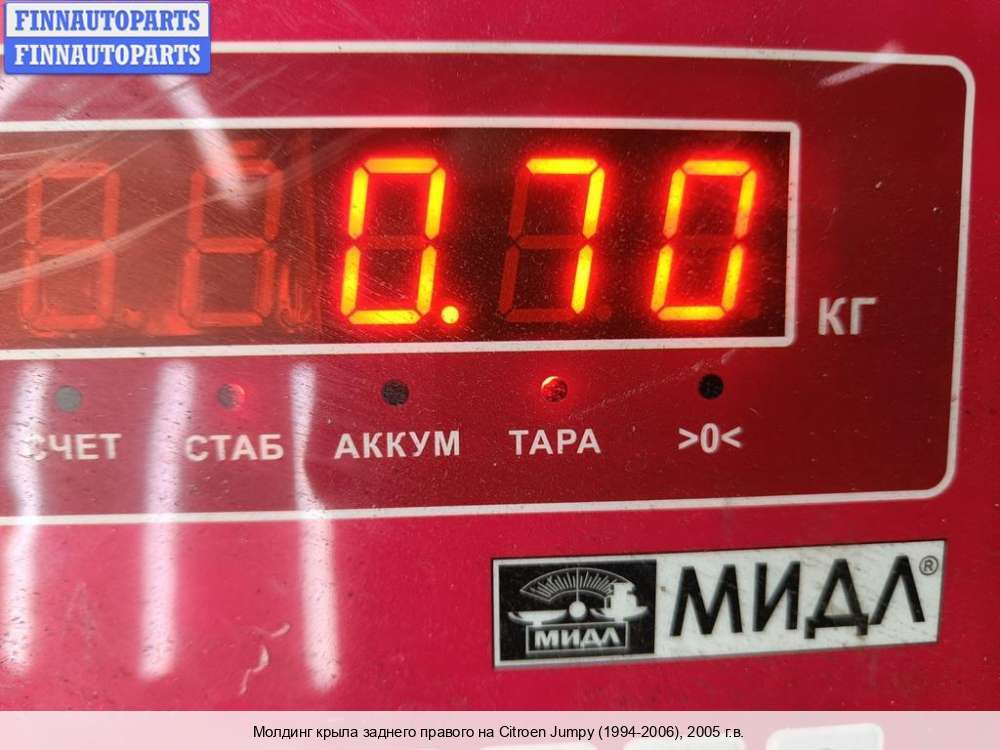 FINNAUTOPARTS
FINNAUTOPARTS
0.70
КГ
СЧЕТ СТАБ АККУМ ТАРА >0<
МИДЛ МИДЛ®
Молдинг крыла заднего правого на Citroen Jumpy (1994-2006), 2005 г.в.